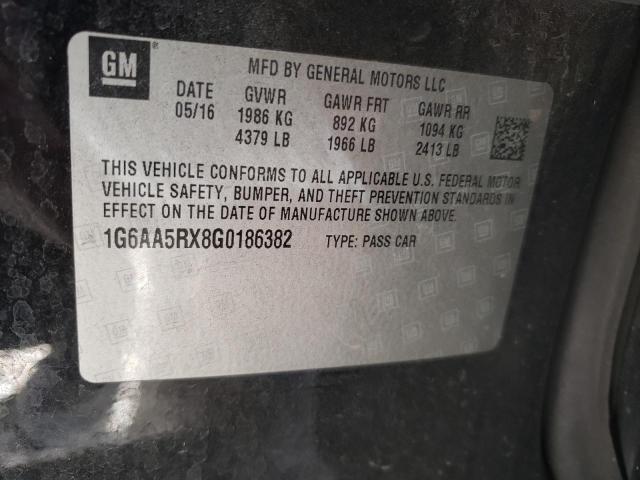 GM
MFD BY GENERAL MOTORS LLC
DATE GVWR GAWR FRT GAWR RR
05/16 1986 KG 892 KG 1094 KG
4379 LB 1966 LB 2413 LB
THIS VEHICLE CONFORMS TO ALL APPLICABLE U.S. FEDERAL MOTOR
VEHICLE SAFETY, BUMPER, AND THEFT PREVENTION STANDARDS IN
EFFECT ON THE DATE OF MANUFACTURE SHOWN ABOVE.
1G6AA5RX8G0186382 TYPE: PASS CAR